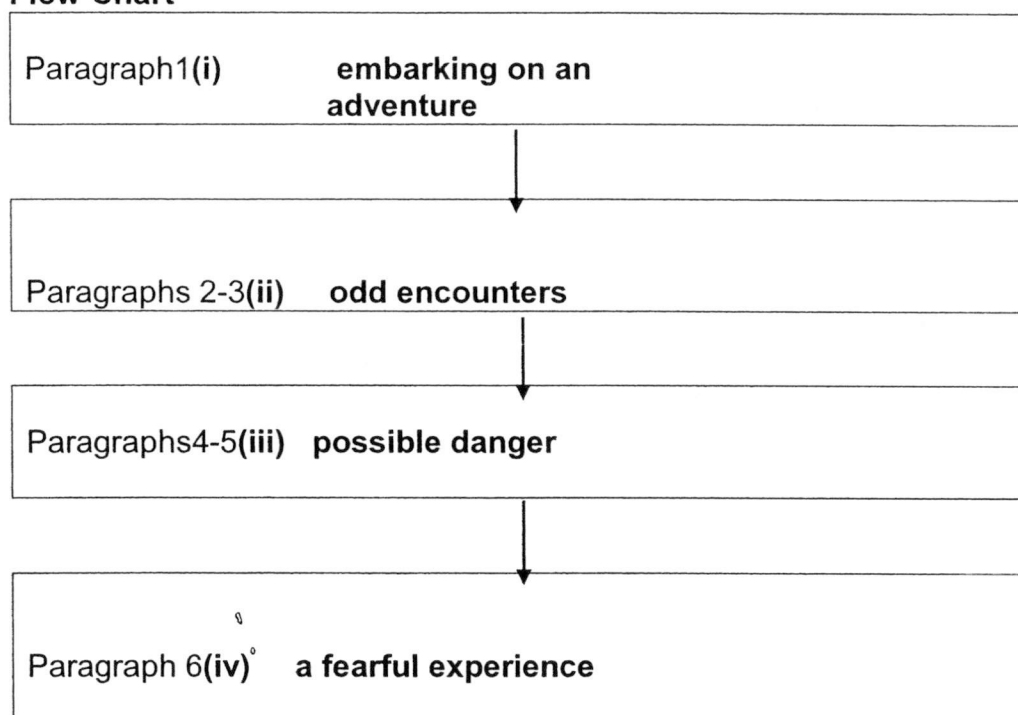 Flow Chart
Paragraph1(i) embarking on an
adventure
Paragraphs 2-3(ii) odd encounters
Paragraphs4-5(iii) possible danger
Paragraph 6(iv) a fearful experience